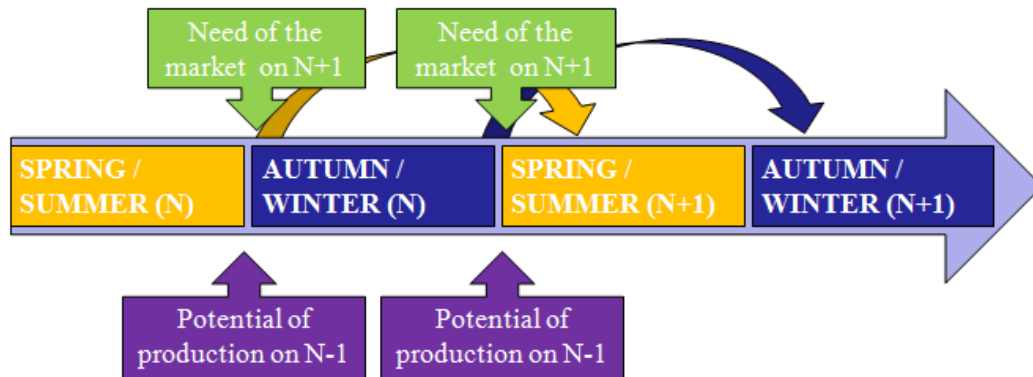 Need of the
market on N+1
Need of the
market on N+1
SPRING /
SUMMER (N)
AUTUMN /
WINTER (N)
SPRING /
SUMMER (N+1)
AUTUMN /
WINTER (N+1)
Potential of
production on N-1
Potential of
production on N-1